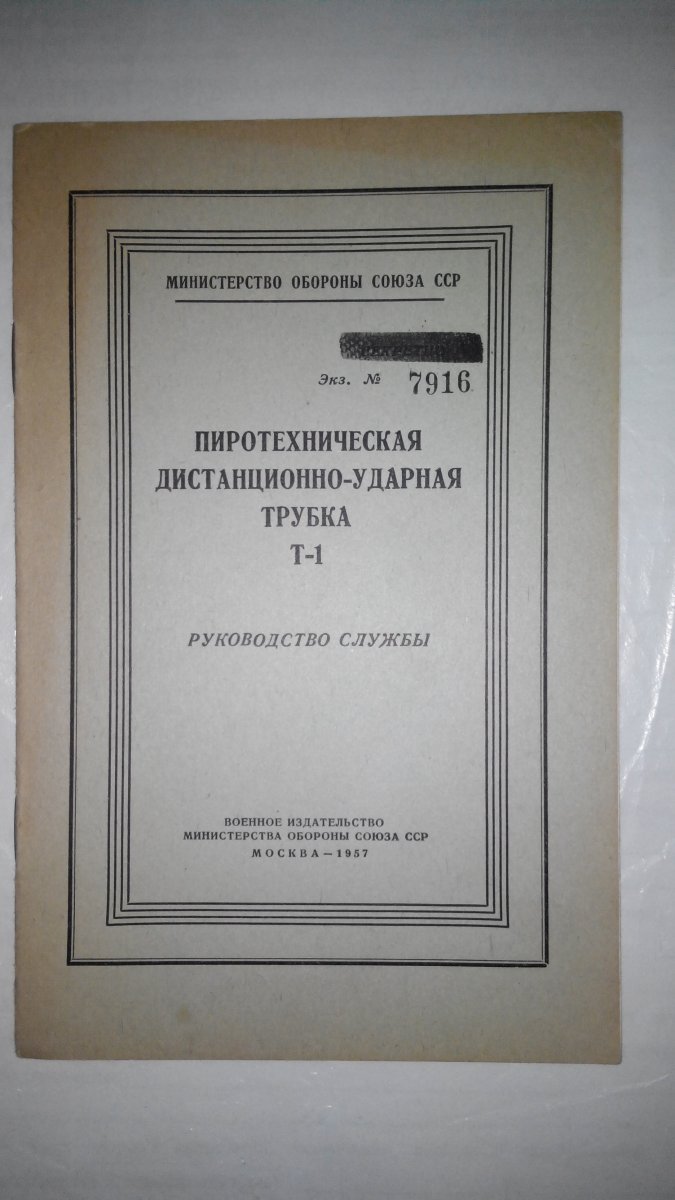 МИНИСТЕРСТВО ОБОРОНЫ СОЮЗА ССР
Экз. № 7916
ПИРОТЕХНИЧЕСКАЯ
ДИСТАНЦИОННО-УДАРНАЯ
ТРУБКА
Т-1
РУКОВОДСТВО СЛУЖБЫ
ВОЕННОЕ ИЗДАТЕЛЬСТВО
МИНИСТЕРСТВА ОБОРОНЫ СОЮЗА ССР
МОСКВА — 1957